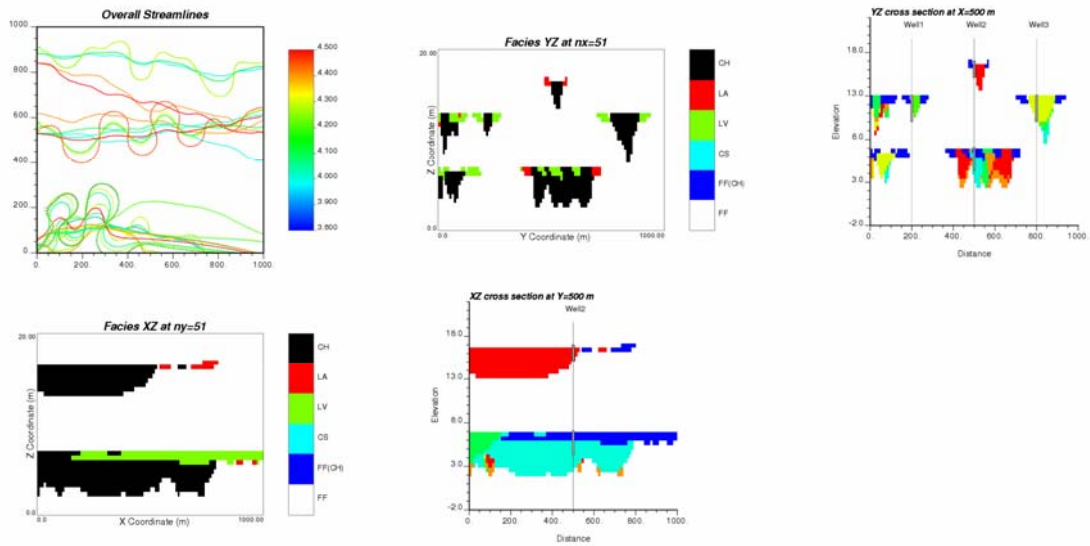 Overall Streamlines
1000
800
600
400
200
0
0 200 400 600 800 1000.
4.500
4.400
4.300
4.200
4.100
4.000
3.900
3.800
Facies YZ at nx=51
20.00
Z Coordinate (m)
0.0
0.0 Y Coordinate (m) 1000.00
CH
LA
LV
CS
FF(CH)
FF
YZ cross section at X=500 m
Well1 Well2 Well3
18.0
13.0
8.0
3.0
-2.0
Elevation
0. 200 400 600 800 1000
Distance
Facies XZ at ny=51
20.00
Z Coordinate (m)
0.0
0.0 X Coordinate (m) 1000.00
CH
LA
LV
CS
FF(CH)
FF
XZ cross section at Y=500 m
Well2
18.0
13.0
8.0
3.0
-2.0
Elevation
0. 200 400 600 800 1000
Distance